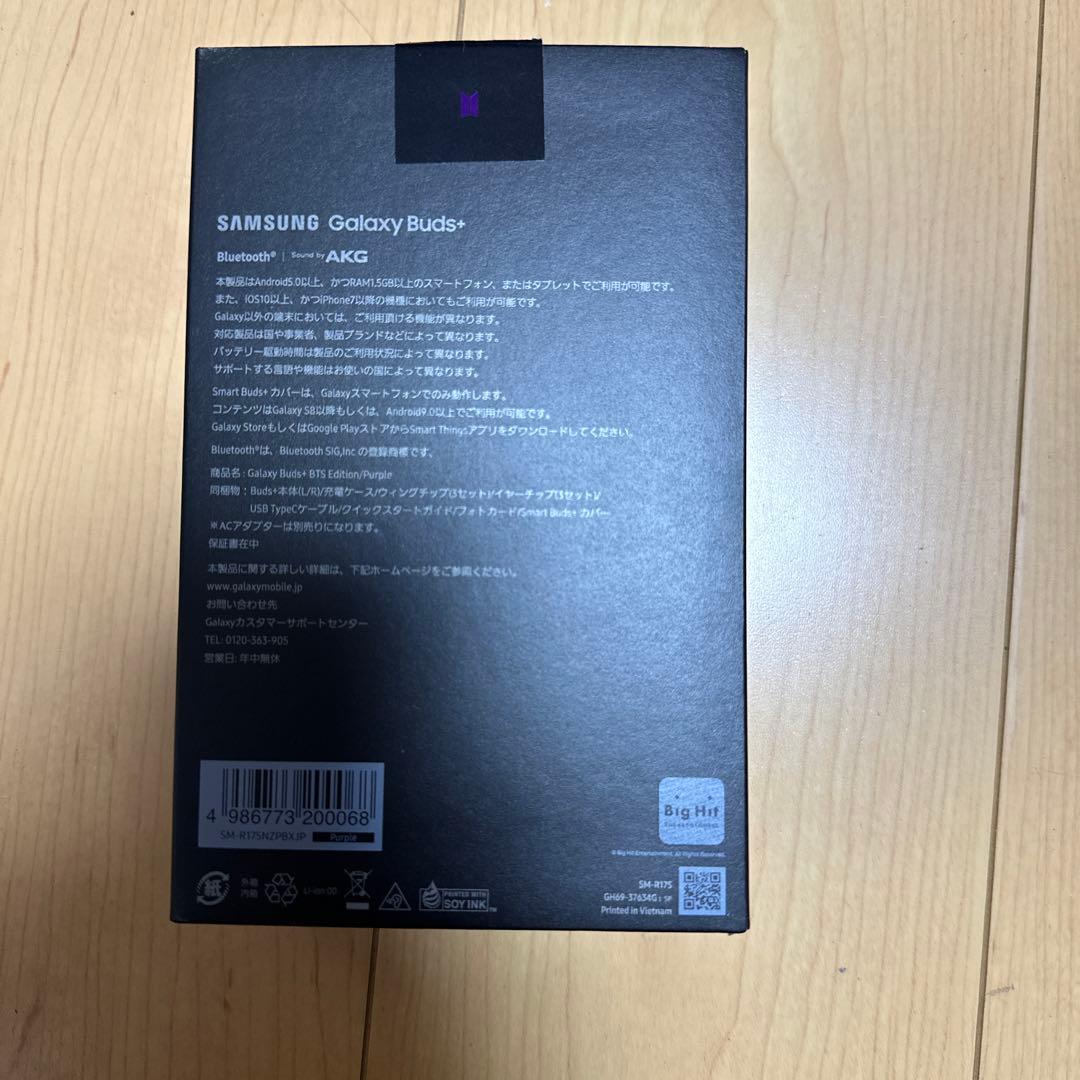 SAMSUNG Galaxy Buds+
Bluetooth® | Sound by AKG
本製品はAndroid5.0以上、かつRAM1.5GB以上のスマートフォン、またはタブレットでご利用が可能です。
また、iOS10以上、かつiPhone7以降の機種においてもご利用が可能です。
Galaxy以外の端末においては、ご利用頂ける機能が異なります。
対応製品は国や事業者、製品ブランドなどによって異なります。
バッテリー駆動時間は製品のご利用状況によって異なります。
サポートする言語や機能はお使いの国によって異なります。
Smart Buds+ カバーは、Galaxyスマートフォンでのみ動作します。
コンテンツはGalaxy S8以降もしくは、Android9.0以上でご利用が可能です。
Galaxy StoreもしくはGoogle PlayストアからSmart Thingsアプリをダウンロードしてください。
Bluetooth®は、Bluetooth SIG,Inc の登録商標です。
商品名 : Galaxy Buds+ BTS Edition/Purple
同梱物 : Buds+本体(L/R)/充電ケース/ウィングチップ(3セット)/イヤーチップ(3セット)/
USB TypeCケーブル/クイックスタートガイド/フォトカード/Smart Buds+ カバー
※ACアダプターは別売りになります。
保証書在中
本製品に関する詳しい詳細は、下記ホームページをご参照ください。
www.galaxymobile.jp
お問い合わせ先
Galaxyカスタマーサポートセンター
TEL: 0120-363-905
営業日: 年中無休
4 986773 200068
SM-R175NZPBXJP Purple
Big Hit
© Big Hit Entertainment. All Rights Reserved.
紙 外箱
内箱
Li-ion 00
PRINTED WITH
SOY INK™
SM-R175
GH69-37634G
Printed in Vietnam